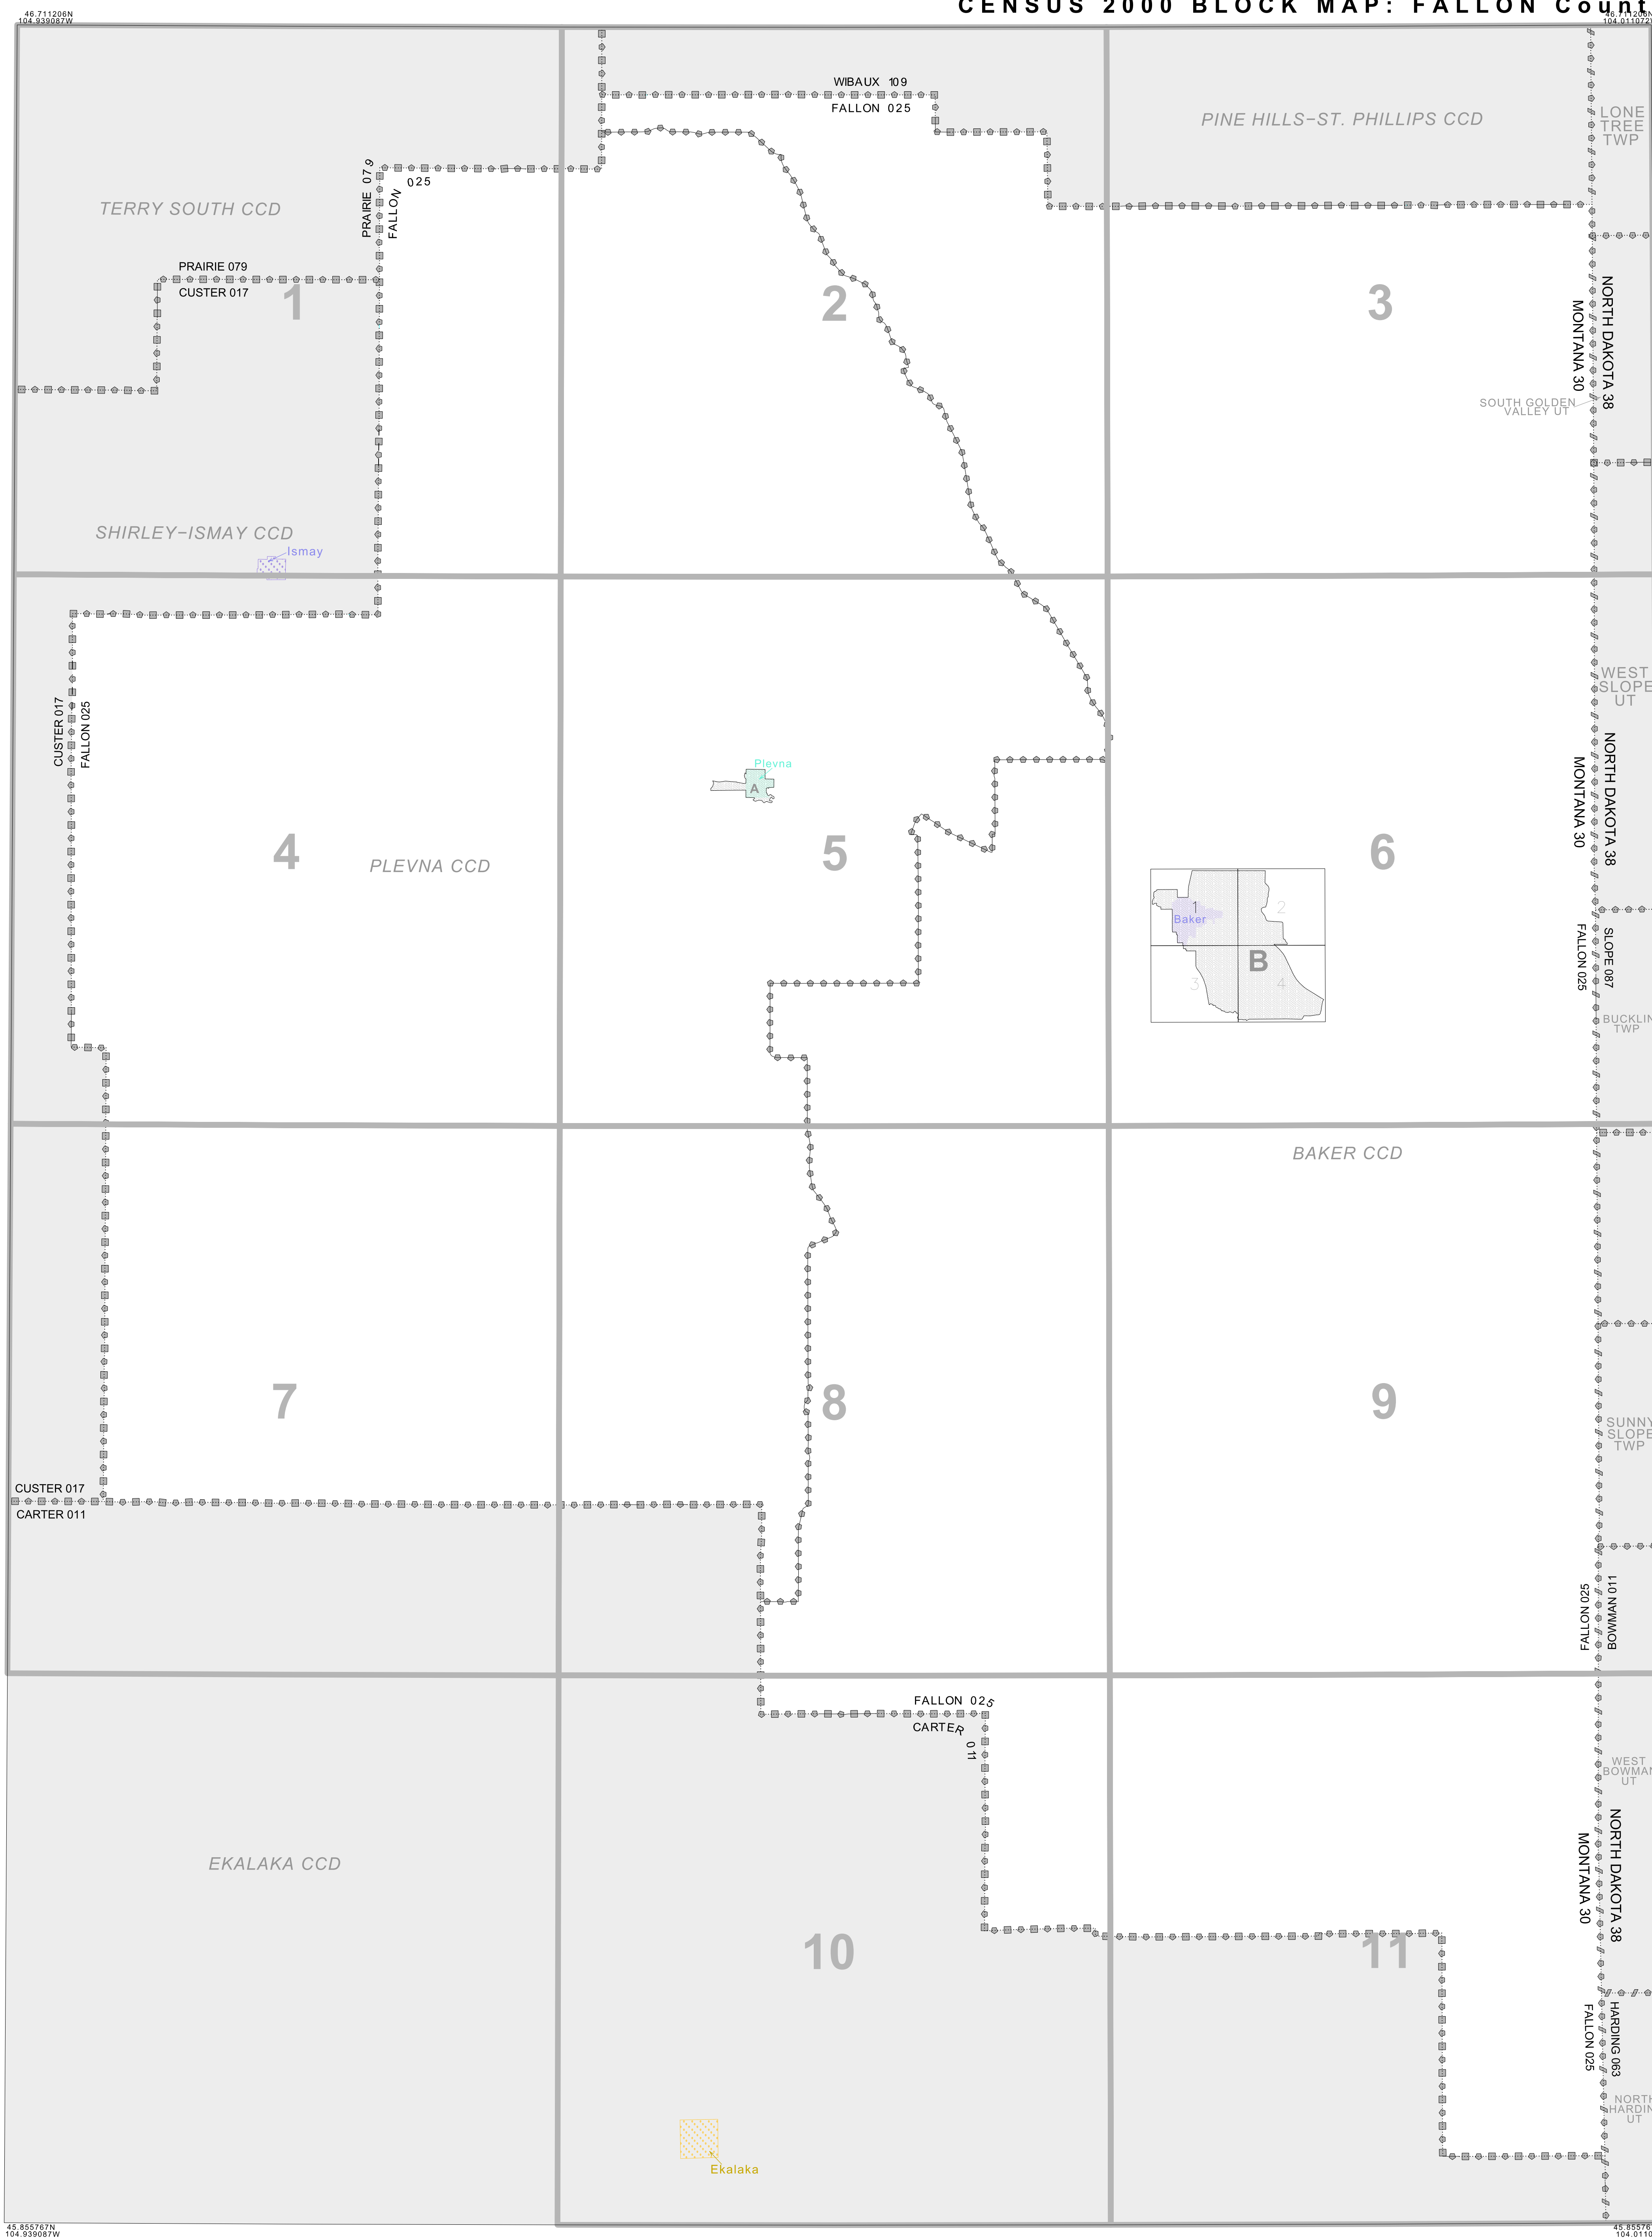 CENSUS 2000 BLOCK MAP: FALLON Count
46.711206N
104.939087W
46.711206N
104.011072
WIBAUX 109
FALLON 025
PINE HILLS-ST. PHILLIPS CCD
LONE
TREE
TWP
PRAIRIE 079
FALLON 025
TERRY SOUTH CCD
PRAIRIE 079
CUSTER 017
1
2
3
NORTH DAKOTA 38
MONTANA 30
SOUTH GOLDEN
VALLEY UT
SHIRLEY-ISMAY CCD
Ismay
WEST
SLOPE
UT
CUSTER 017
FALLON 025
Plevna
A
NORTH DAKOTA 38
MONTANA 30
4
PLEVNA CCD
5
6
1
2
Baker
B
3
4
SLOPE 087
FALLON 025
BUCKLIN
TWP
BAKER CCD
7
8
9
SUNNY
SLOPE
TWP
CUSTER 017
CARTER 011
BOWMAN 011
FALLON 025
FALLON 025
CARTER 011
WEST
BOWMAN
UT
NORTH DAKOTA 38
MONTANA 30
EKALAKA CCD
10
11
HARDING 063
FALLON 025
NORTH
HARDIN
UT
Ekalaka
45.855767N
104.939087W
45.85576
104.0110